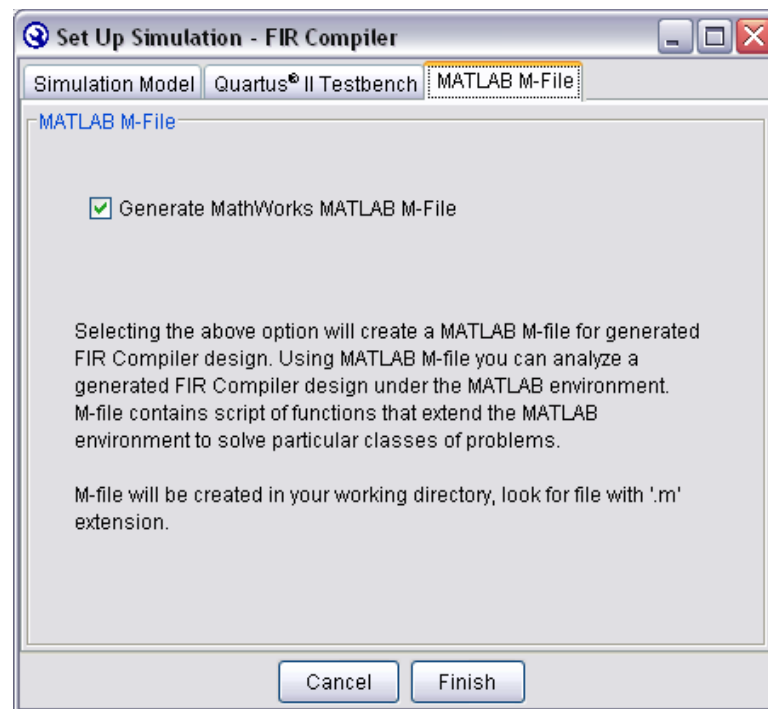 Set Up Simulation - FIR Compiler
Simulation Model
Quartus® II Testbench
MATLAB M-File
MATLAB M-File
Generate MathWorks MATLAB M-File
Selecting the above option will create a MATLAB M-file for generated
FIR Compiler design. Using MATLAB M-file you can analyze a
generated FIR Compiler design under the MATLAB environment.
M-file contains script of functions that extend the MATLAB
environment to solve particular classes of problems.
M-file will be created in your working directory, look for file with '.m'
extension.
Cancel
Finish